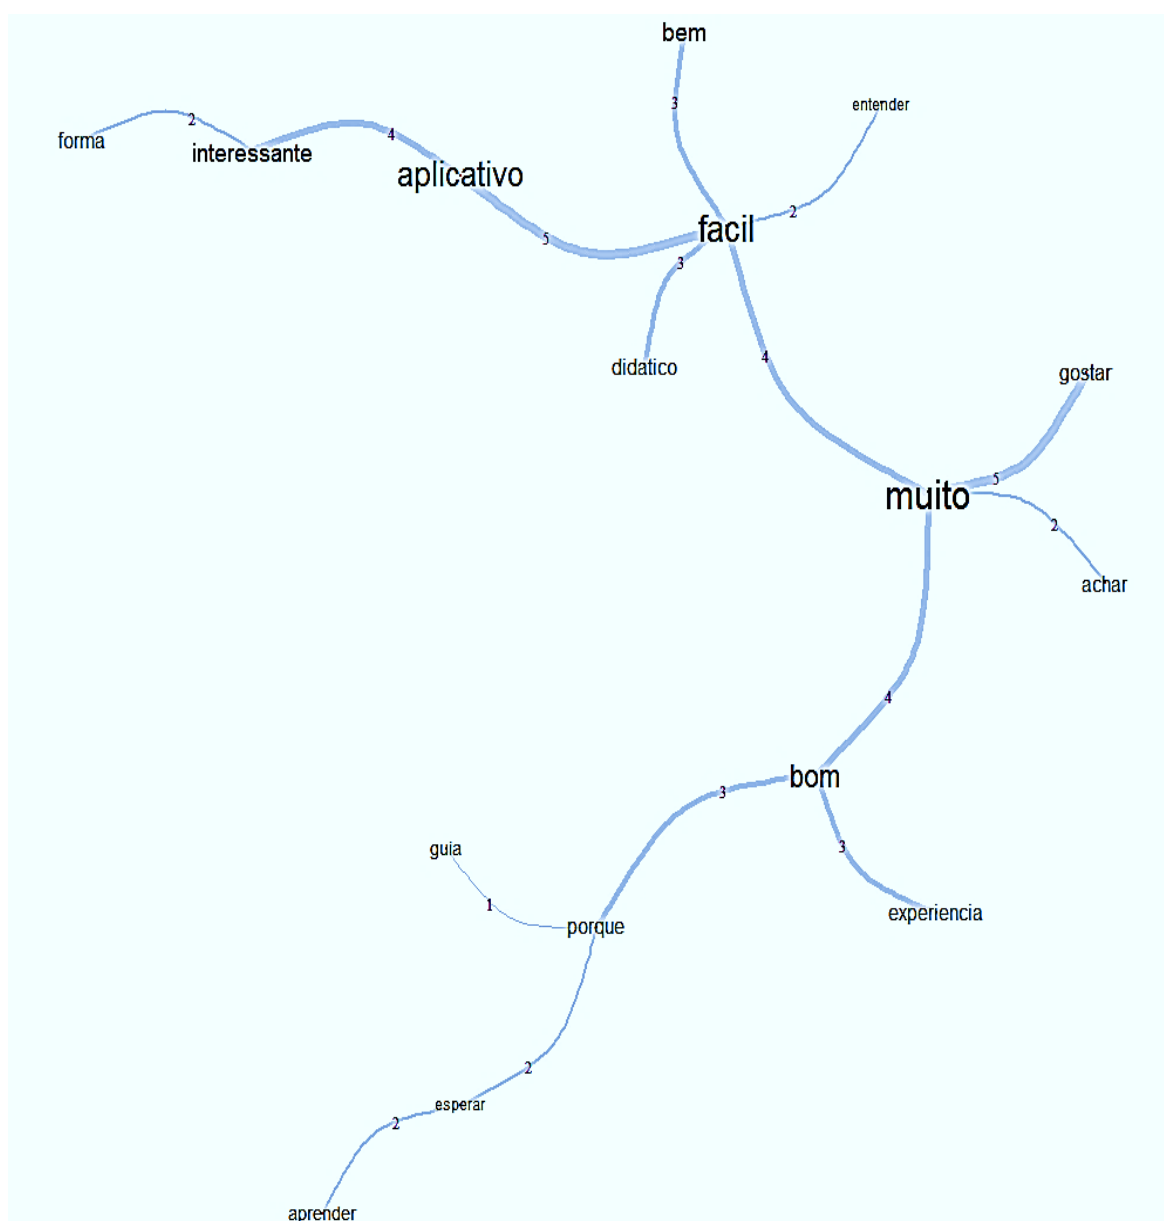 bem
3
entender
2
forma
2
interessante
4
aplicativo
5
facil
3
didatico
4
gostar
5
muito
2
achar
4
bom
3
3
guia
1
experiencia
porque
2
esperar
2
aprender